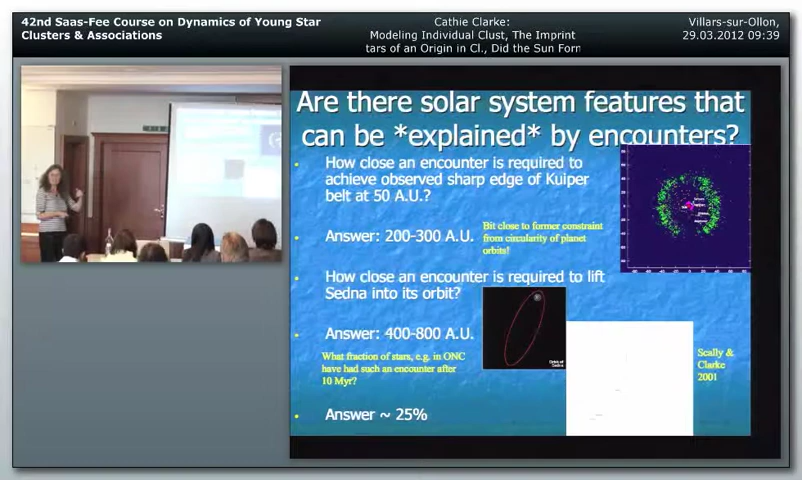 42nd Saas-Fee Course on Dynamics of Young Star
Clusters & Associations
Cathie Clarke:
Modeling Individual Clust, The Imprint
tars of an Origin in Cl., Did the Sun Forn
Villars-sur-Ollon,
29.03.2012 09:39
Are there solar system features that
can be *explained* by encounters?
How close an encounter is required to
achieve observed sharp edge of Kuiper
belt at 50 A.U.?
Answer: 200-300 A.U.
Bit close to former constraint
from circularity of planet
orbits!
How close an encounter is required to lift
Sedna into its orbit?
Answer: 400-800 A.U.
What fraction of stars, e.g. in ONC
have had such an encounter after
10 Myr?
Orbit of
Sedna
Scally &
Clarke
2001
Answer ~ 25%